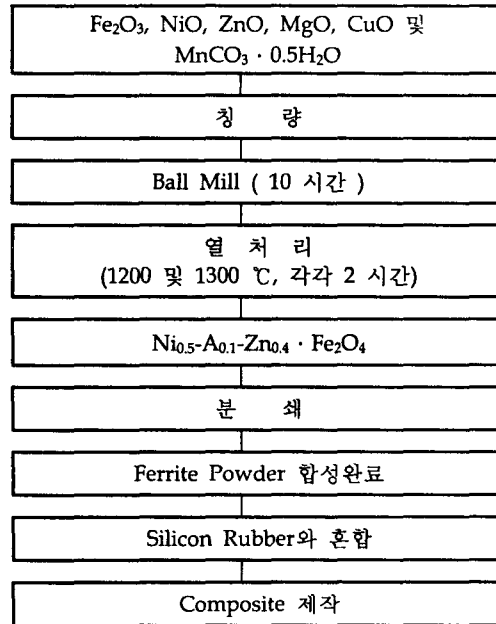 Fe₂O₃, NiO, ZnO, MgO, CuO 및
MnCO₃ · 0.5H₂O
칭 량
Ball Mill ( 10 시간 )
열 처 리
(1200 및 1300 ℃, 각각 2 시간)
Ni₀.₅-A₀.₁-Zn₀.₄ · Fe₂O₄
분 쇄
Ferrite Powder 합성완료
Silicon Rubber와 혼합
Composite 제작